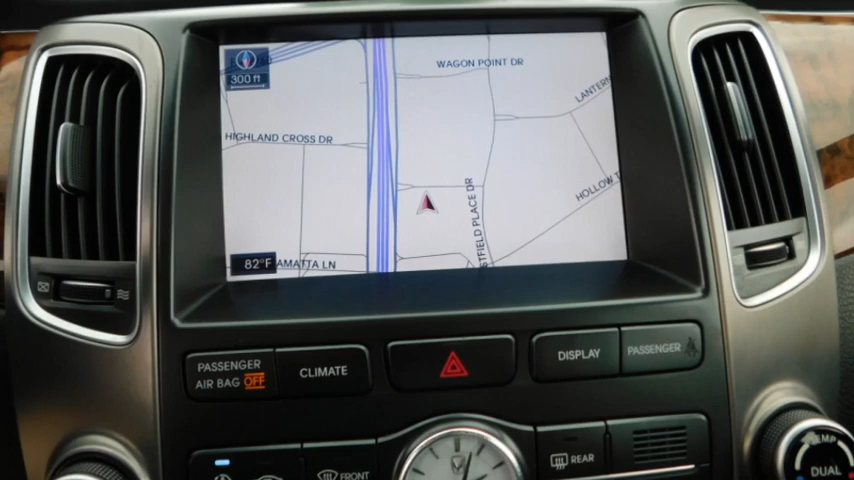 300 ft
WAGON POINT DR
LANTERN
HIGHLAND CROSS DR
HOLLOW T
STFIELD PLACE DR
82°F
AMATTA LN
PASSENGER
AIR BAG OFF
CLIMATE
DISPLAY
PASSENGER
FRONT
REAR
TEMP
DUAL